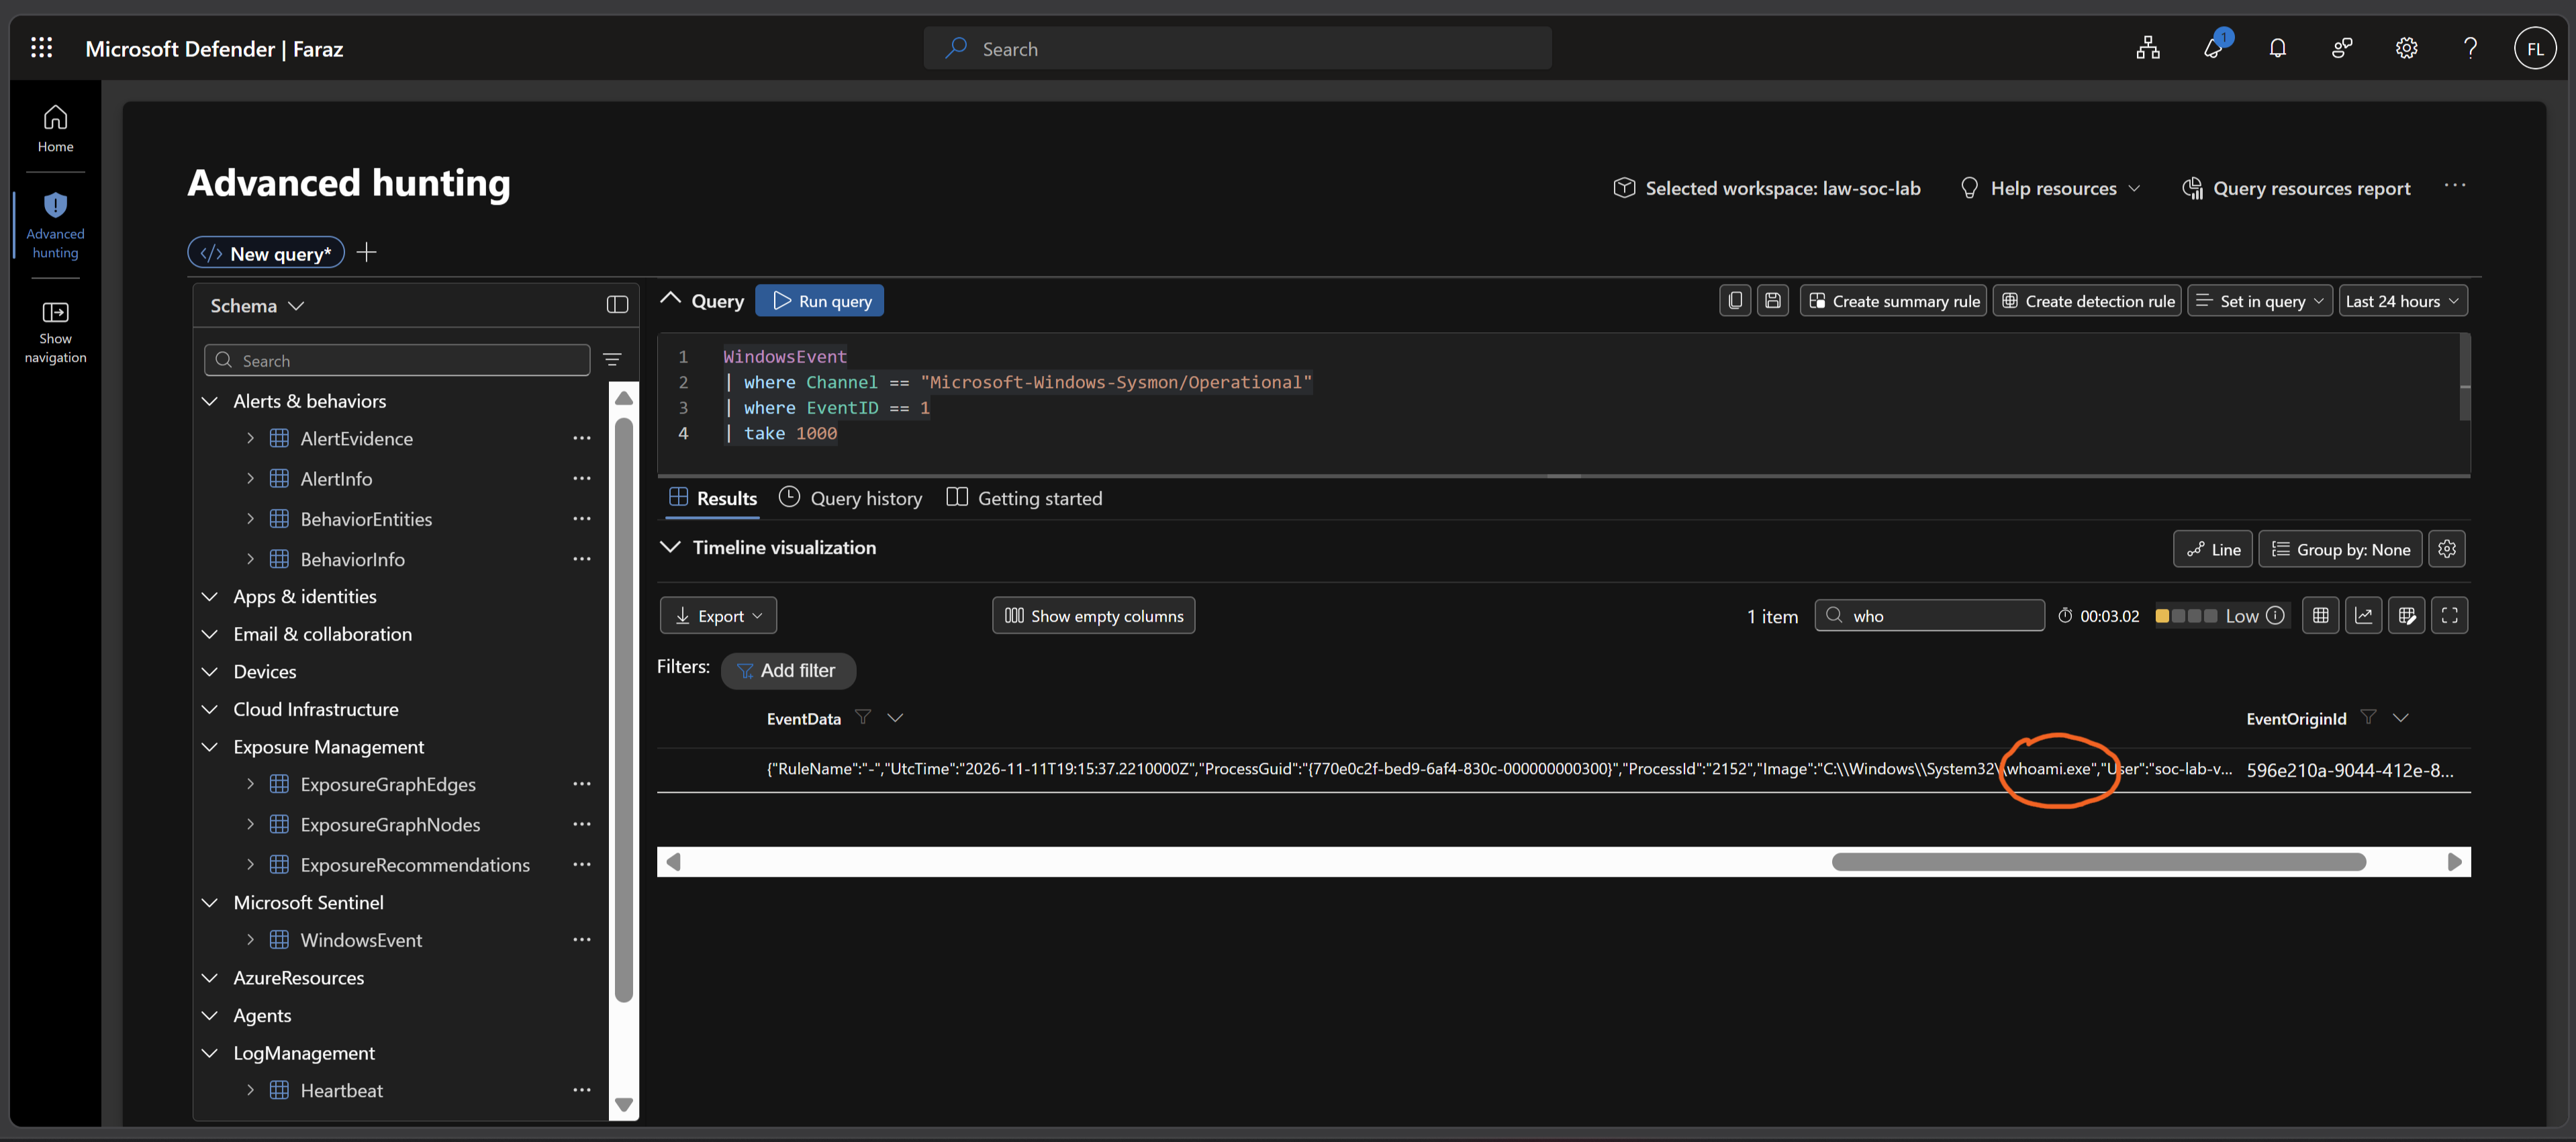 Microsoft Defender | Faraz
Search
1
FL
Home
Advanced
hunting
Show
navigation
Advanced hunting
Selected workspace: law-soc-lab
Help resources
Query resources report
</> New query*
Schema
Search
Alerts & behaviors
AlertEvidence
AlertInfo
BehaviorEntities
BehaviorInfo
Apps & identities
Email & collaboration
Devices
Cloud Infrastructure
Exposure Management
ExposureGraphEdges
ExposureGraphNodes
ExposureRecommendations
Microsoft Sentinel
WindowsEvent
AzureResources
Agents
LogManagement
Heartbeat
Query
Run query
Create summary rule
Create detection rule
Set in query
Last 24 hours
1 WindowsEvent
2 | where Channel == "Microsoft-Windows-Sysmon/Operational"
3 | where EventID == 1
4 | take 1000
Results
Query history
Getting started
Timeline visualization
Line
Group by: None
Export
Show empty columns
1 item
who
00:03.02
Low
Filters:
Add filter
EventData
EventOriginId
{"RuleName":"-","UtcTime":"2026-11-11T19:15:37.2210000Z","ProcessGuid":"{770e0c2f-bed9-6af4-830c-000000000300}","ProcessId":"2152","Image":"C:\\Windows\\System32\\whoami.exe","User":"soc-lab-v... 596e210a-9044-412e-8...